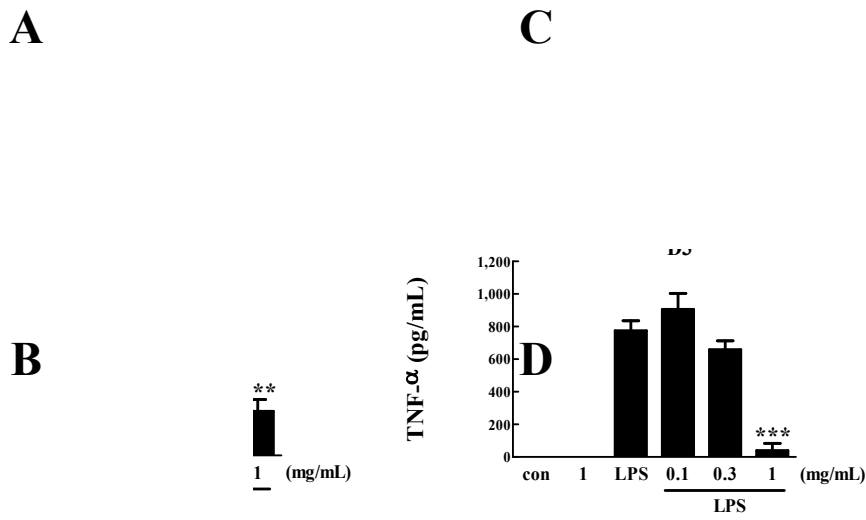 A
C
1,200
1,000
800
600
400
200
0
TNF-α (pg/mL)
B
D
**
1 (mg/mL)
***
con 1 LPS 0.1 0.3 1 (mg/mL)
LPS